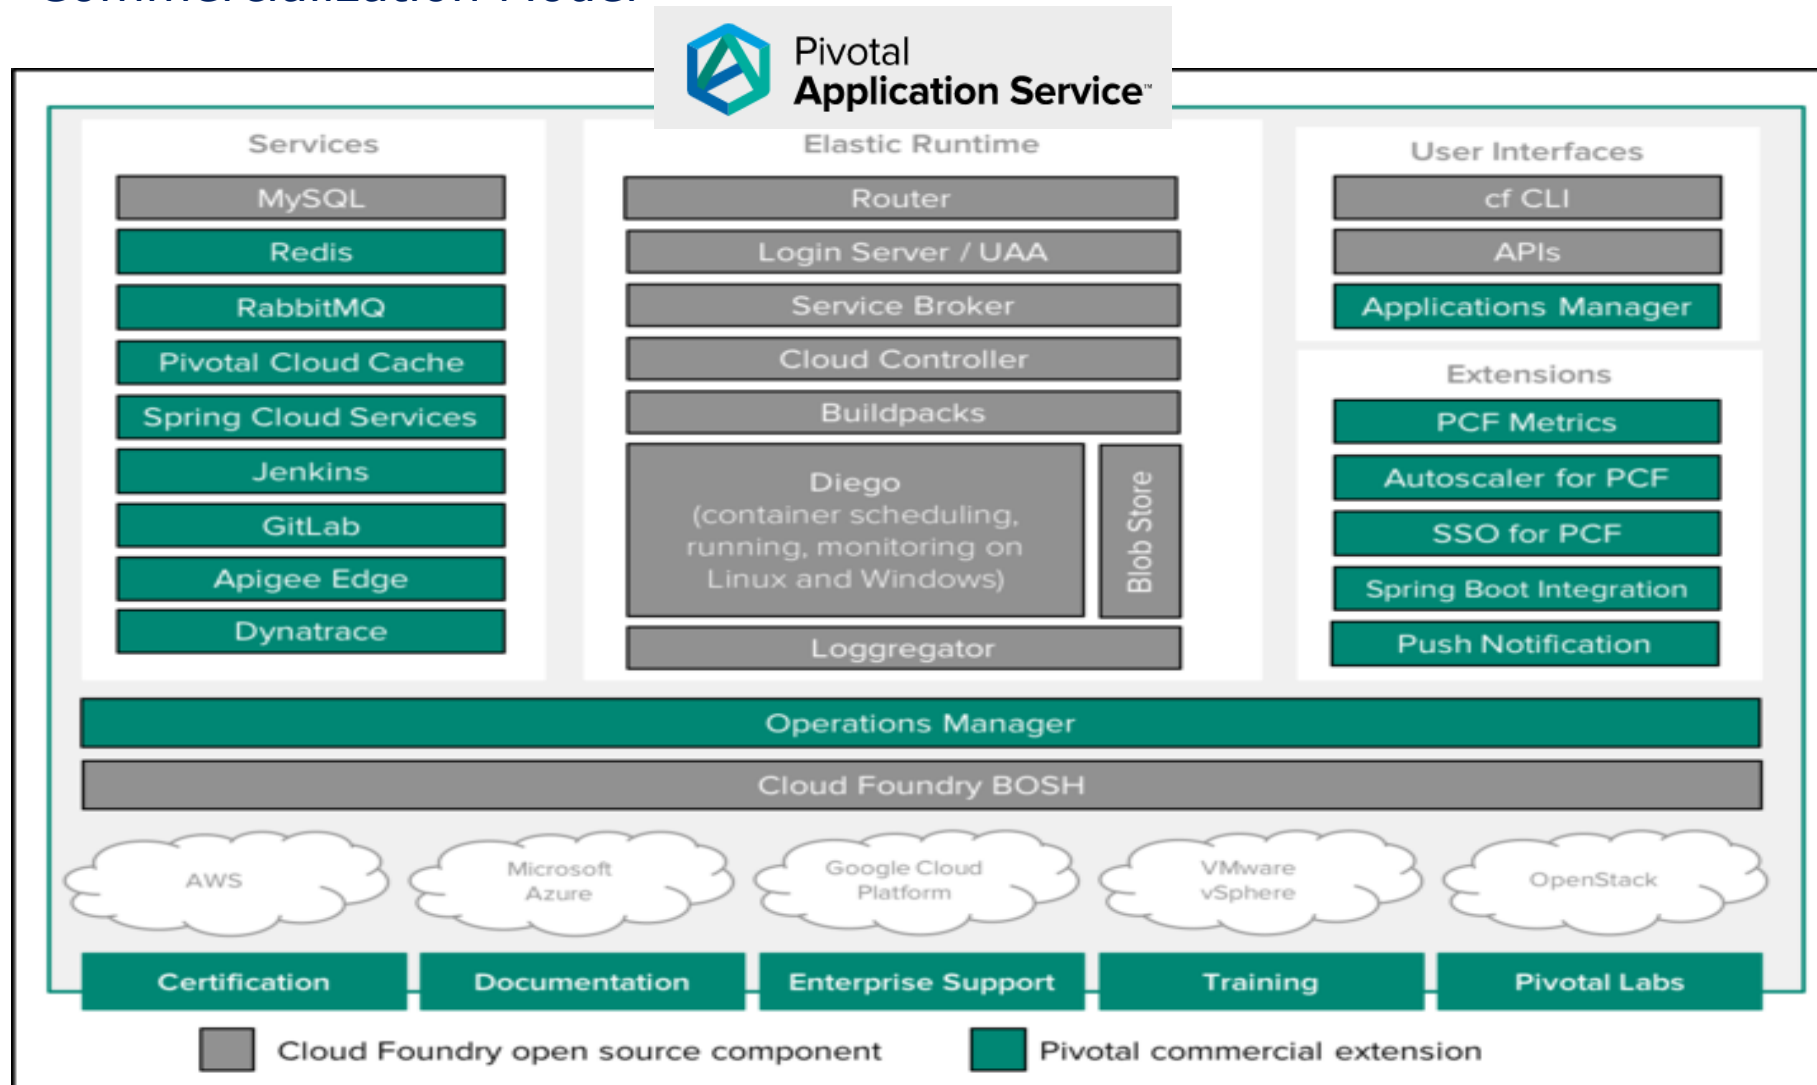 Commercialization Model
Pivotal
Application Service™
Services
MySQL
Redis
RabbitMQ
Pivotal Cloud Cache
Spring Cloud Services
Jenkins
GitLab
Apigee Edge
Dynatrace
Elastic Runtime
Router
Login Server / UAA
Service Broker
Cloud Controller
Buildpacks
Diego
(container scheduling,
running, monitoring on
Linux and Windows)
Blob Store
Loggregator
User Interfaces
cf CLI
APIs
Applications Manager
Extensions
PCF Metrics
Autoscaler for PCF
SSO for PCF
Spring Boot Integration
Push Notification
Operations Manager
Cloud Foundry BOSH
AWS
Microsoft
Azure
Google Cloud
Platform
VMware
vSphere
OpenStack
Certification
Documentation
Enterprise Support
Training
Pivotal Labs
Cloud Foundry open source component
Pivotal commercial extension